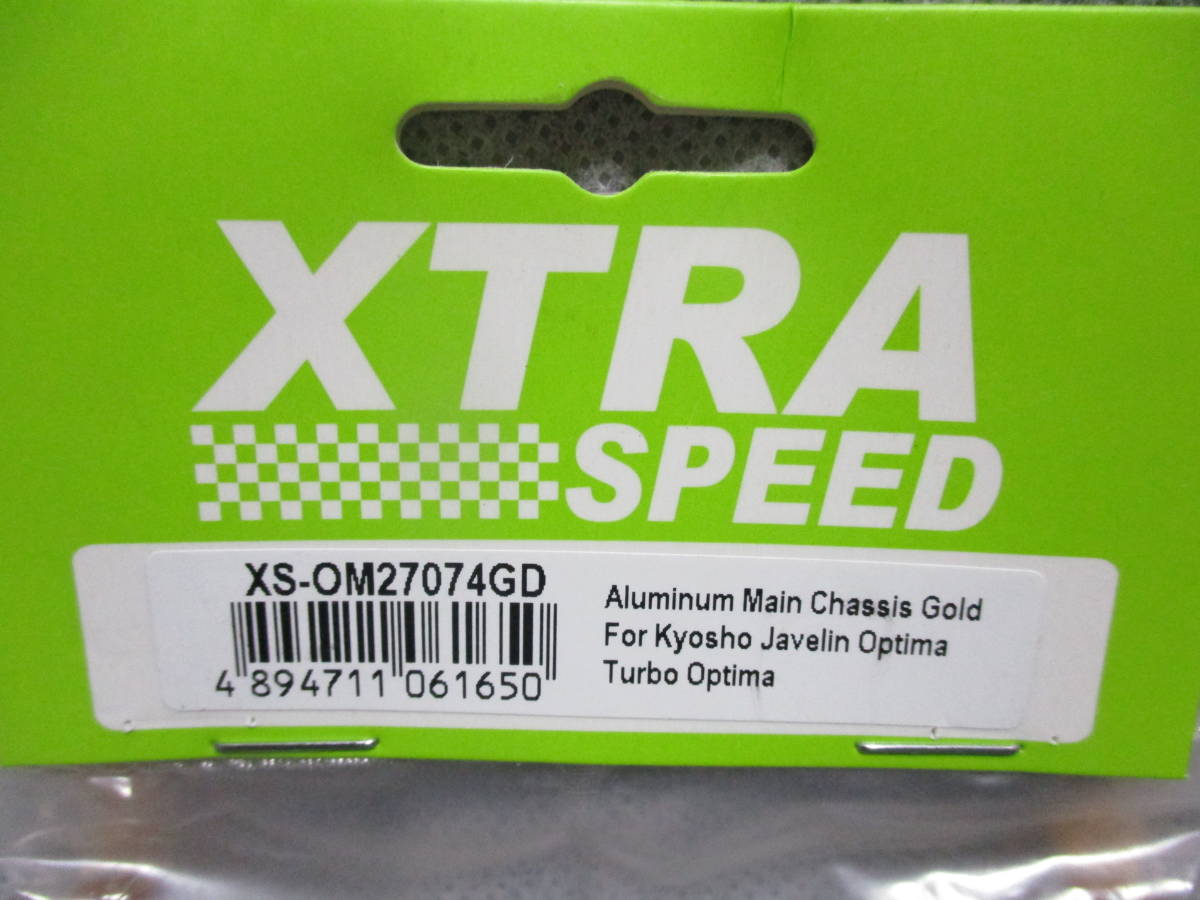 XTRA
SPEED
XS-OM27074GD
Aluminum Main Chassis Gold
For Kyosho Javelin Optima
Turbo Optima
4 894711 061650